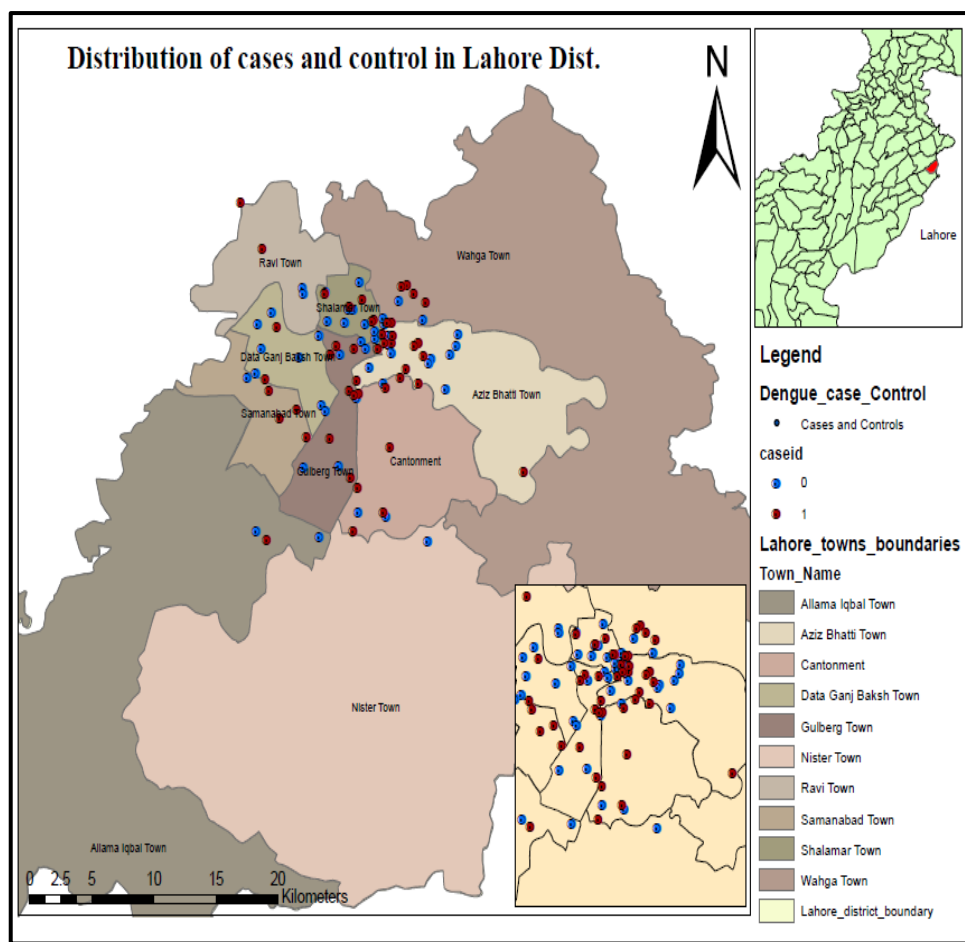 Distribution of cases and control in Lahore Dist.
N
Wahga Town
Ravi Town
Shalamar Town
Data Ganj Baksh Town
Aziz Bhatti Town
Samanabad Town
Cantonment
Gulberg Town
Nister Town
Allama Iqbal Town
0 2.5 5 10 15 20
Kilometers
Lahore
Legend
Dengue_case_Control
Cases and Controls
caseid
0
1
Lahore_towns_boundaries
Town_Name
Allama Iqbal Town
Aziz Bhatti Town
Cantonment
Data Ganj Baksh Town
Gulberg Town
Nister Town
Ravi Town
Samanabad Town
Shalamar Town
Wahga Town
Lahore_district_boundary